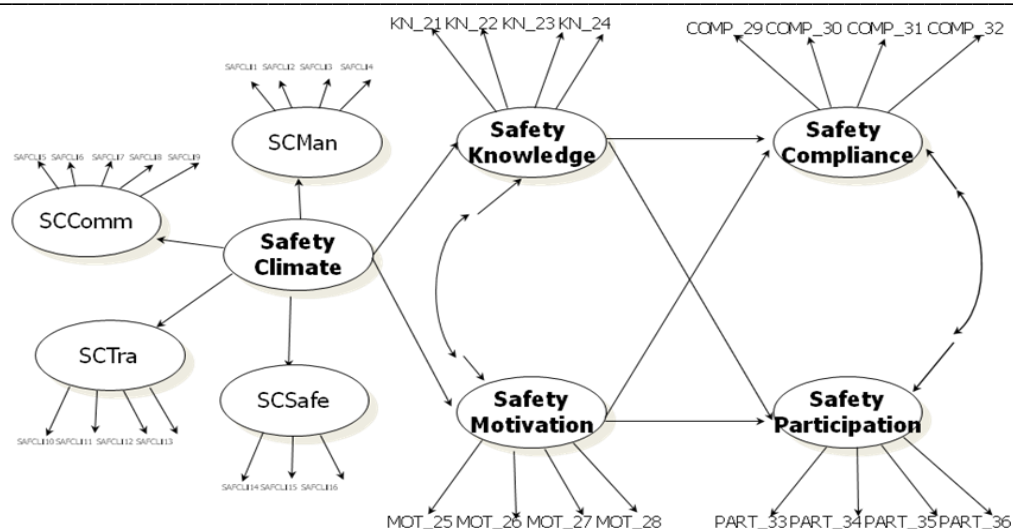 KN_21 KN_22 KN_23 KN_24
COMP_29 COMP_30 COMP_31 COMP_32
SAFCLI1 SAFCLI2 SAFCLI3 SAFCLI4
SCMan
Safety
Knowledge
Safety
Compliance
SAFCLI5 SAFCLI6 SAFCLI7 SAFCLI8 SAFCLI9
SCComm
Safety
Climate
SCTra
SCSafe
Safety
Motivation
Safety
Participation
SAFCLI10 SAFCLI11 SAFCLI12 SAFCLI13
SAFCLI14 SAFCLI15 SAFCLI16
MOT_25 MOT_26 MOT_27 MOT_28
PART_33 PART_34 PART_35 PART_36